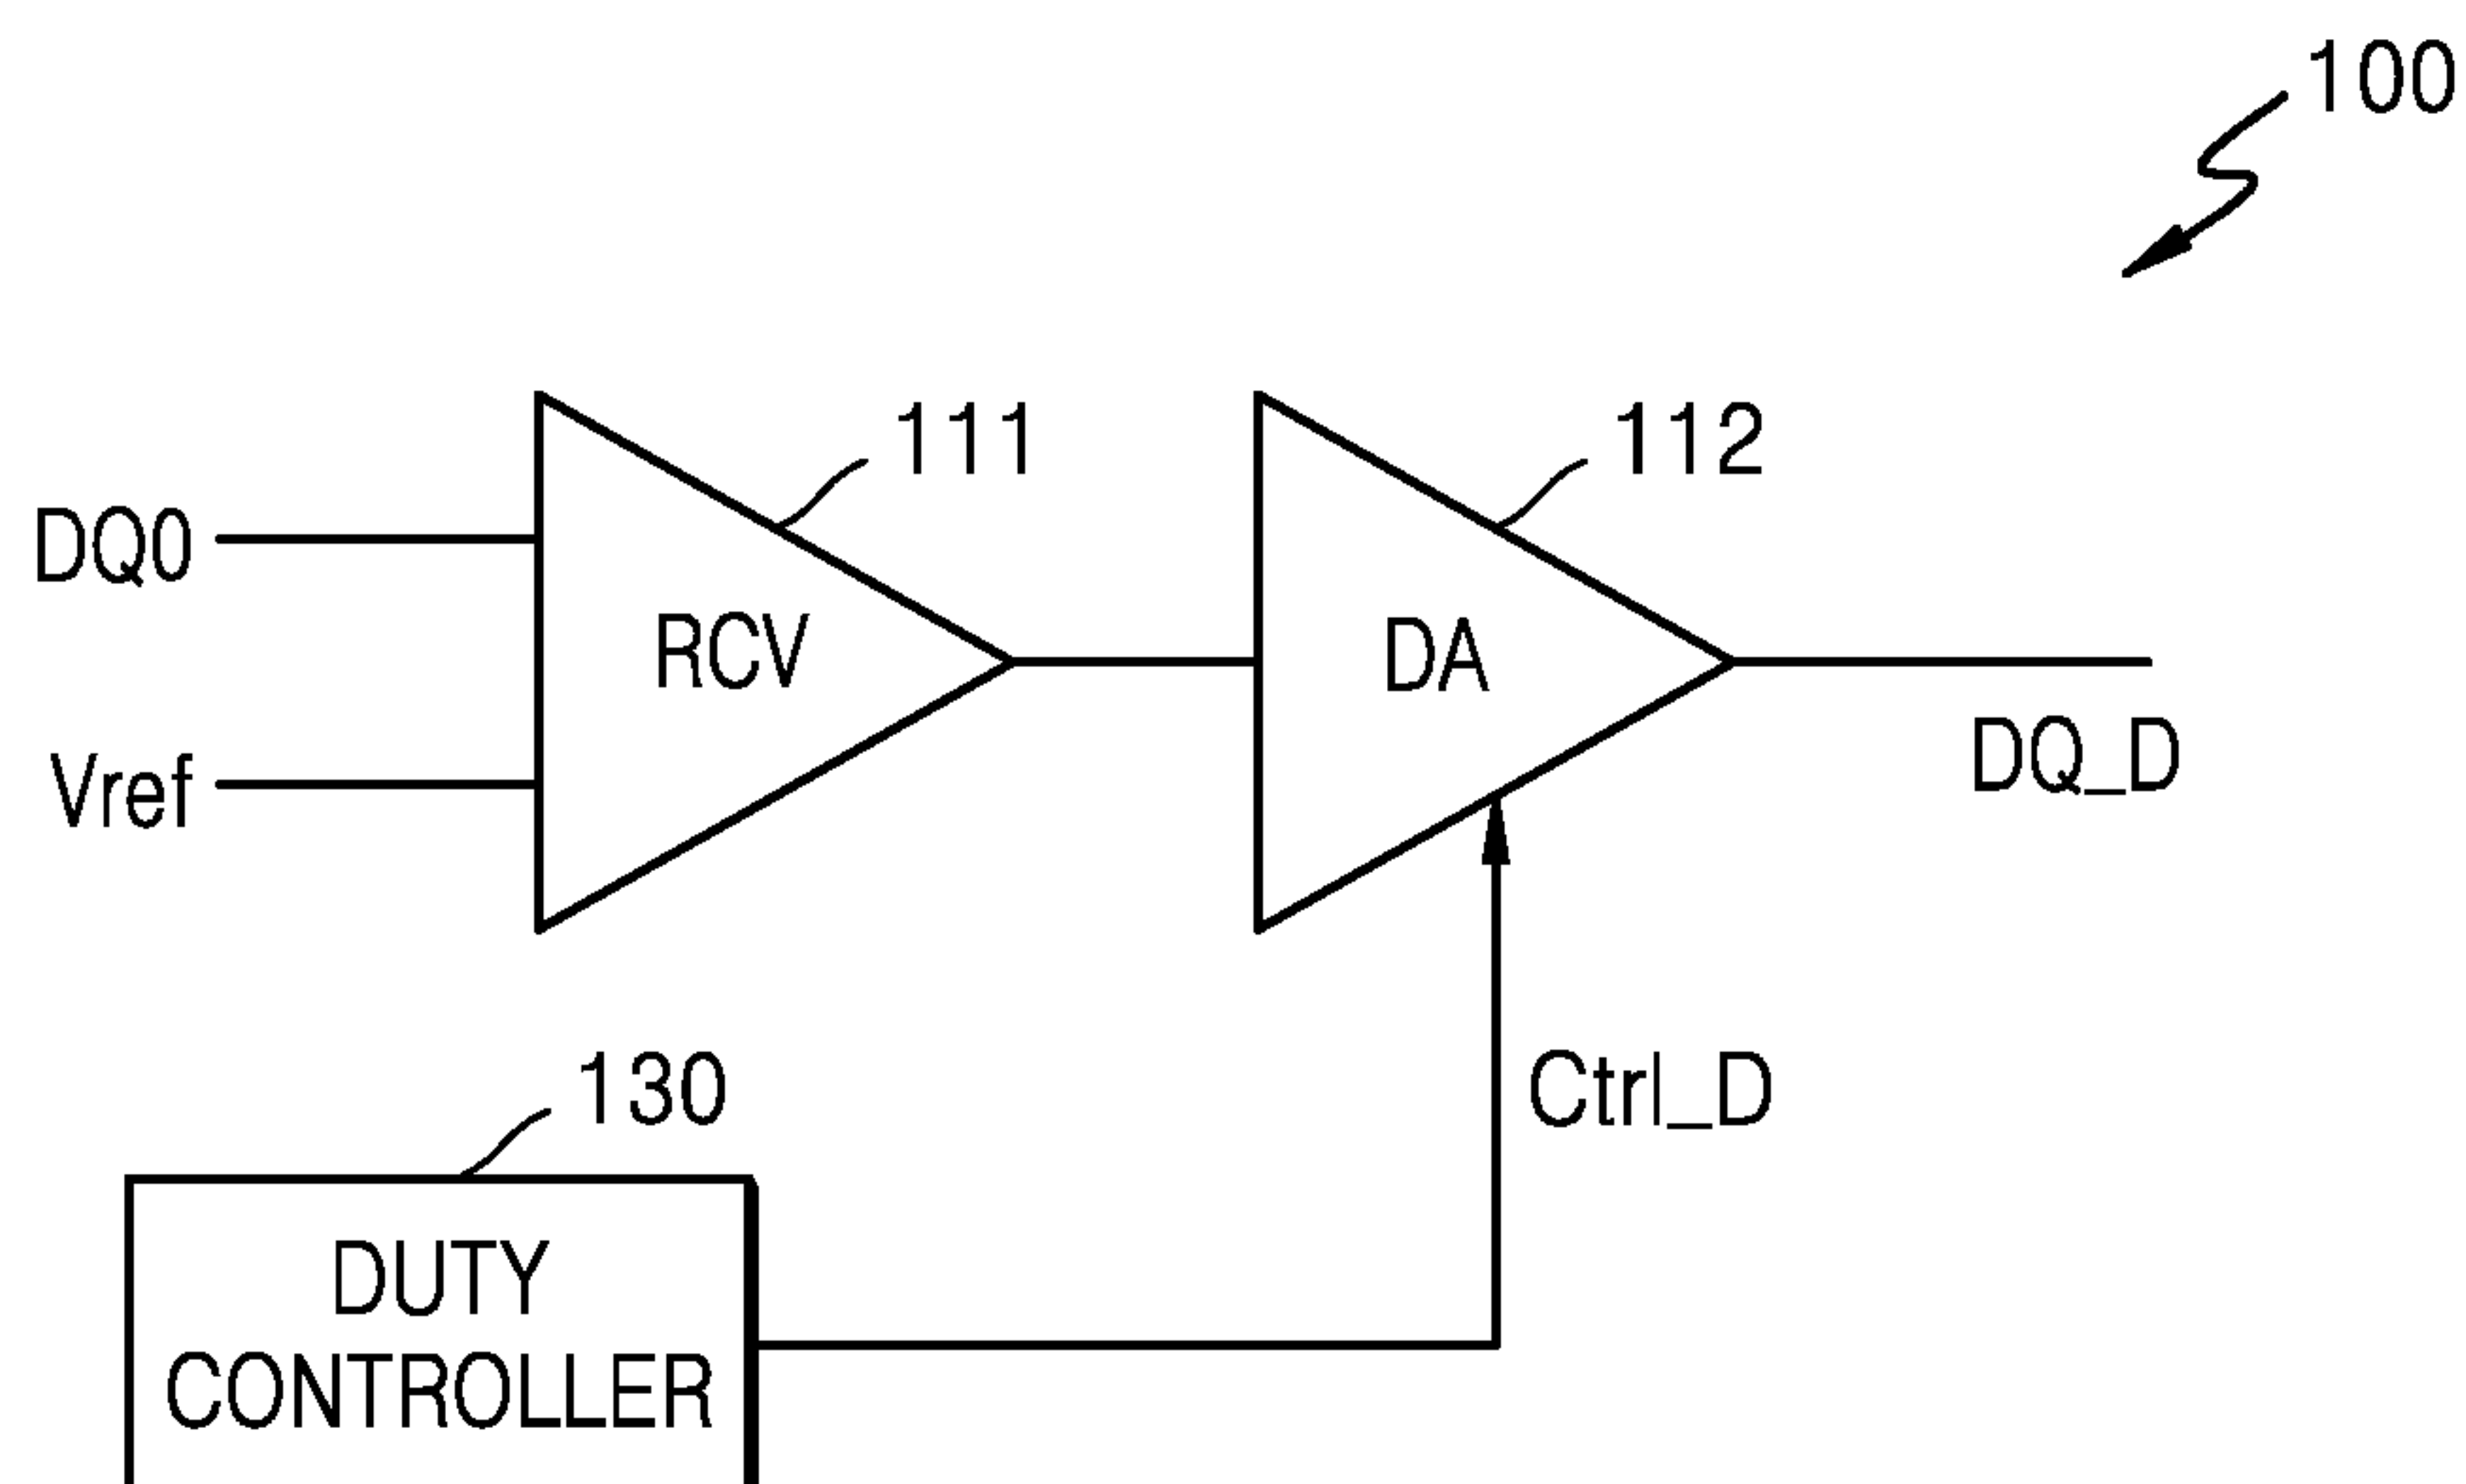 100
111
112
DQ0
RCV
DA
Vref
DQ_D
130
Ctrl_D
DUTY
CONTROLLER